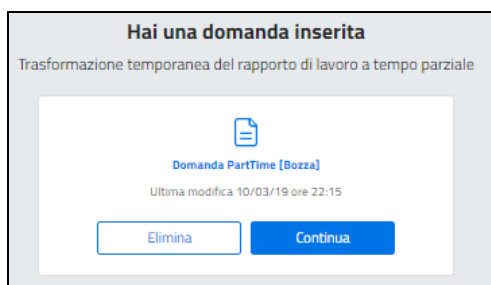 Hai una domanda inserita
Trasformazione temporanea del rapporto di lavoro a tempo parziale
Domanda PartTime [Bozza]
Ultima modifica 10/03/19 ore 22:15
Elimina Continua